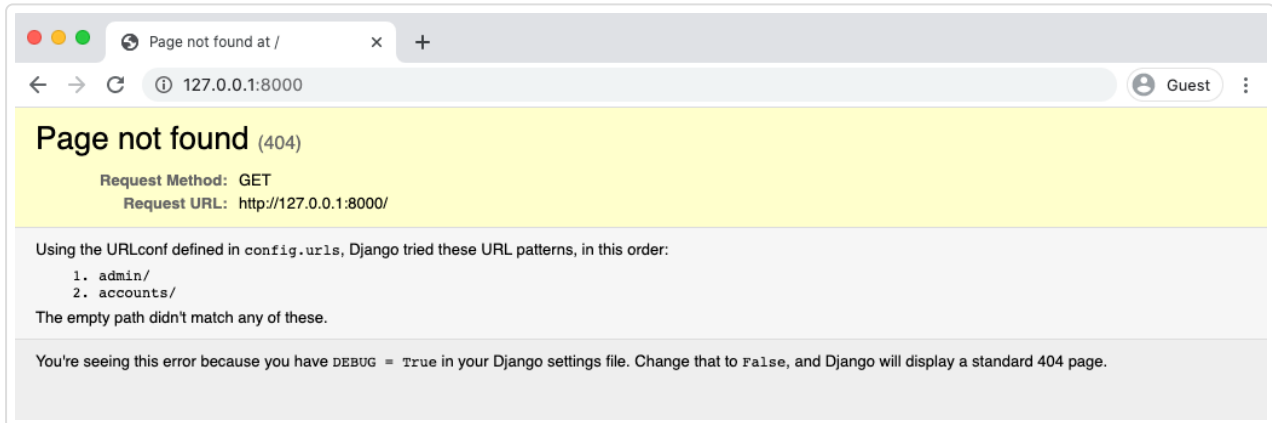 Page not found at /
127.0.0.1:8000
Guest
Page not found (404)
Request Method: GET
Request URL: http://127.0.0.1:8000/
Using the URLconf defined in config.urls, Django tried these URL patterns, in this order:
1. admin/
2. accounts/
The empty path didn't match any of these.
You're seeing this error because you have DEBUG = True in your Django settings file. Change that to False, and Django will display a standard 404 page.